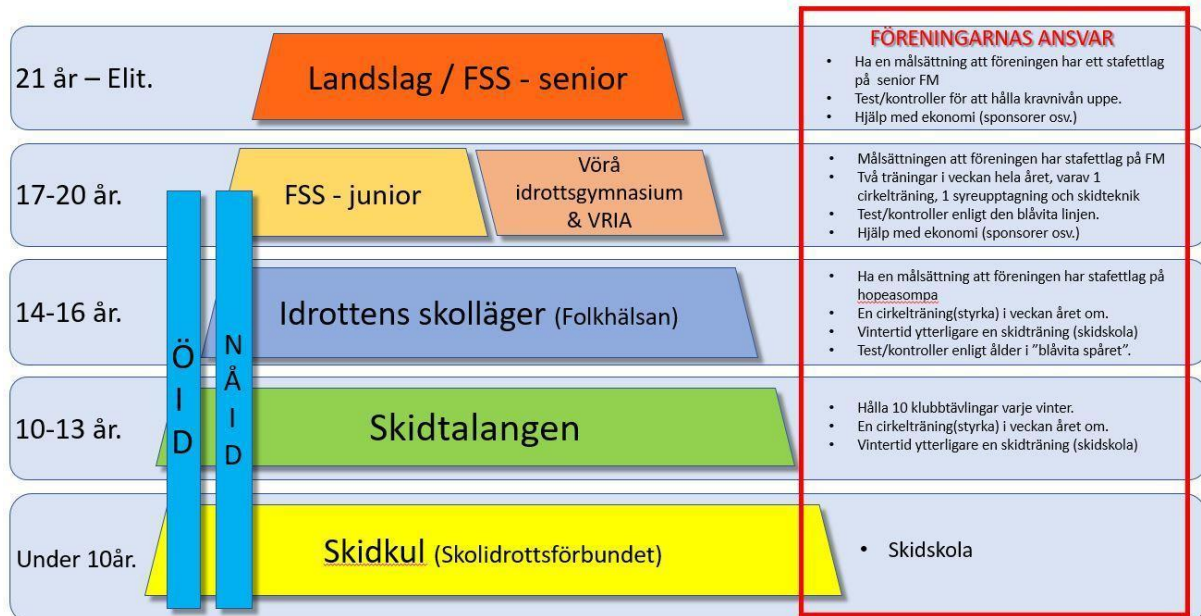 FÖRENINGARNAS ANSVAR
21 år – Elit.
Landslag / FSS - senior
• Ha en målsättning att föreningen har ett stafettlag
på senior FM
• Test/kontroller för att hålla kravnivån uppe.
• Hjälp med ekonomi (sponsorer osv.)
17-20 år.
FSS - junior
Vörå
idrottsgymnasium
& VRIA
• Målsättningen att föreningen har stafettlag på FM
• Två träningar i veckan hela året, varav 1
cirkelträning, 1 syreupptagning och skidteknik
• Test/kontroller enligt den blåvita linjen.
• Hjälp med ekonomi (sponsorer osv.)
14-16 år.
Idrottens skolläger (Folkhälsan)
• Ha en målsättning att föreningen har stafettlag på
hopeasompa
• En cirkelträning(styrka) i veckan året om.
• Vintertid ytterligare en skidträning (skidskola)
• Test/kontroller enligt ålder i ”blåvita spåret”.
ÖID
NÅID
10-13 år.
Skidtalangen
• Hålla 10 klubbtävlingar varje vinter.
• En cirkelträning(styrka) i veckan året om.
• Vintertid ytterligare en skidträning (skidskola)
Under 10år.
Skidkul (Skolidrottsförbundet)
• Skidskola